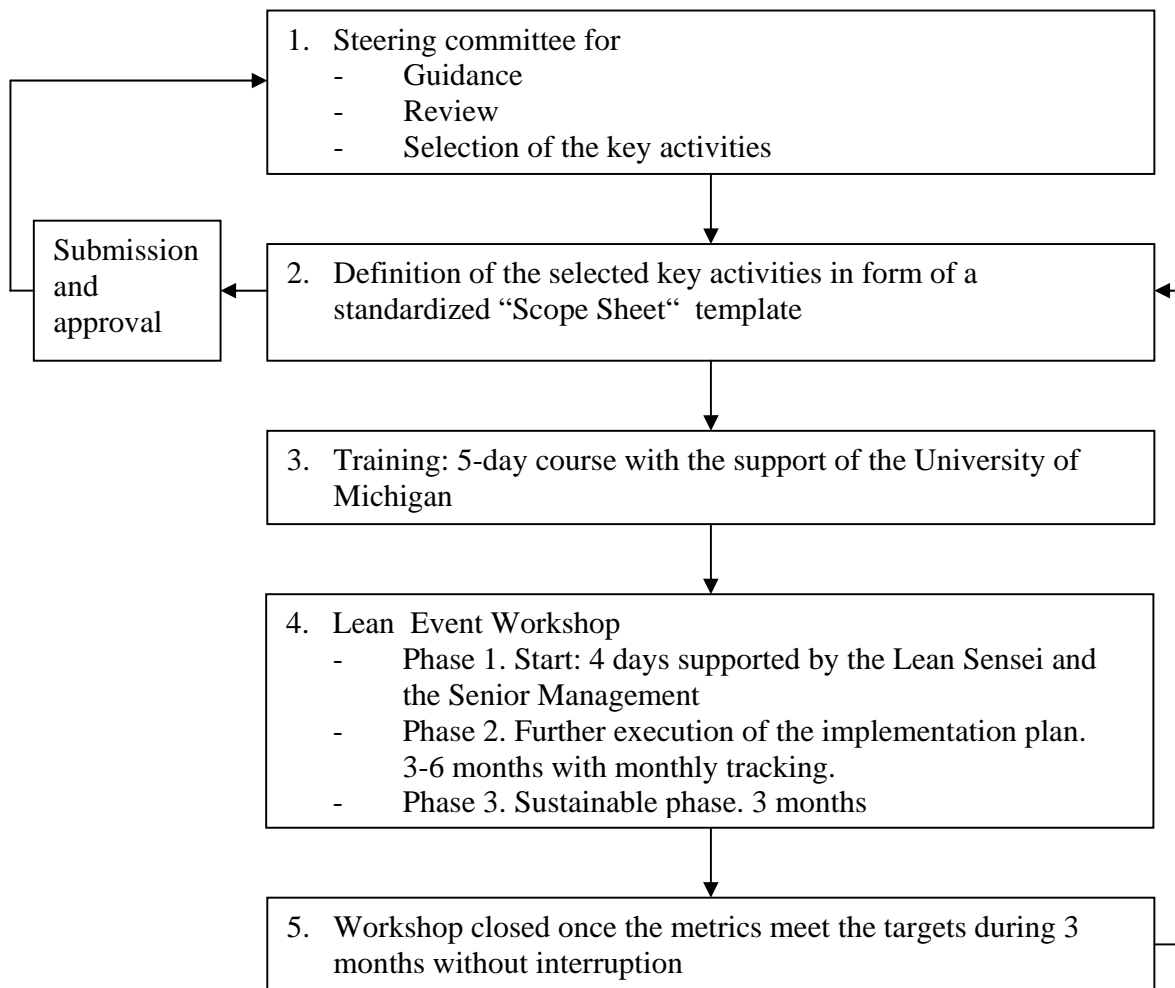 1. Steering committee for
- Guidance
- Review
- Selection of the key activities
Submission
and
approval
2. Definition of the selected key activities in form of a
standardized “Scope Sheet“ template
3. Training: 5-day course with the support of the University of
Michigan
4. Lean Event Workshop
- Phase 1. Start: 4 days supported by the Lean Sensei and
the Senior Management
- Phase 2. Further execution of the implementation plan.
3-6 months with monthly tracking.
- Phase 3. Sustainable phase. 3 months
5. Workshop closed once the metrics meet the targets during 3
months without interruption